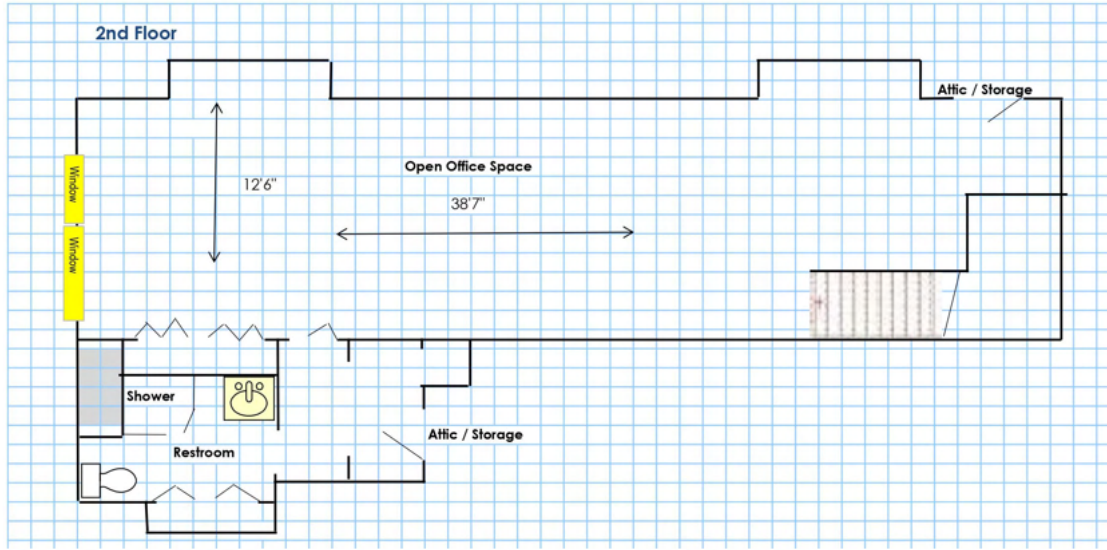 2nd Floor
Attic / Storage
Window
Open Office Space
12'6"
38'7"
Window
Shower
Attic / Storage
Restroom